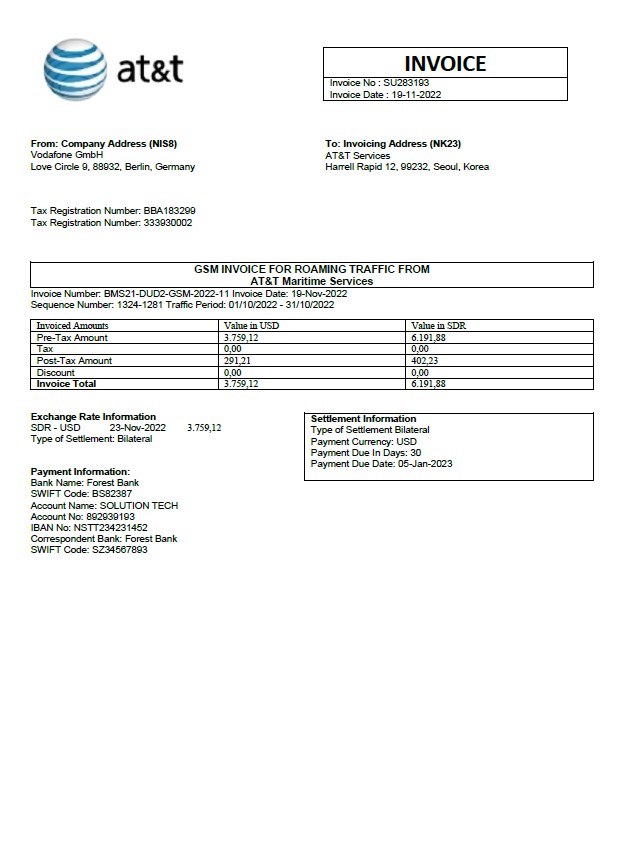 at&t
INVOICE
Invoice No : SU283193
Invoice Date : 19-11-2022
From: Company Address (NIS8)
Vodafone GmbH
Love Circle 9, 88932, Berlin, Germany
To: Invoicing Address (NK23)
AT&T Services
Harrell Rapid 12, 99232, Seoul, Korea
Tax Registration Number: BBA183299
Tax Registration Number: 333930002
GSM INVOICE FOR ROAMING TRAFFIC FROM
AT&T Maritime Services
Invoice Number: BMS21-DUD2-GSM-2022-11 Invoice Date: 19-Nov-2022
Sequence Number: 1324-1281 Traffic Period: 01/10/2022 - 31/10/2022
Invoiced Amounts Value in USD Value in SDR
Pre-Tax Amount 3.759,12 6.191,88
Tax 0,00 0,00
Post-Tax Amount 291,21 402,23
Discount 0,00 0,00
Invoice Total 3.759,12 6.191,88
Exchange Rate Information
SDR - USD 23-Nov-2022 3.759,12
Type of Settlement: Bilateral
Settlement Information
Type of Settlement Bilateral
Payment Currency: USD
Payment Due In Days: 30
Payment Due Date: 05-Jan-2023
Payment Information:
Bank Name: Forest Bank
SWIFT Code: BS82387
Account Name: SOLUTION TECH
Account No: 892939193
IBAN No: NSTT234231452
Correspondent Bank: Forest Bank
SWIFT Code: SZ34567893